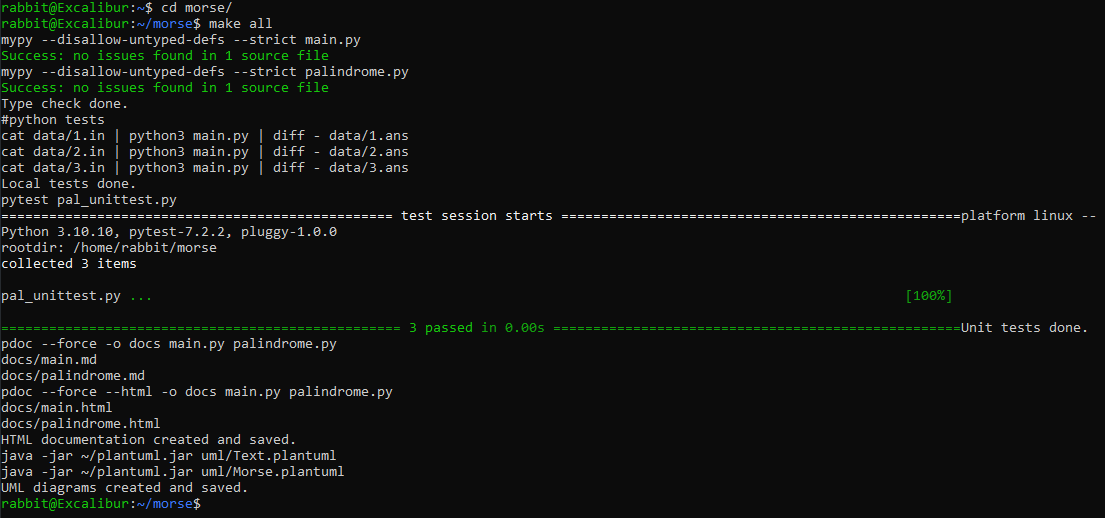 rabbit@Excalibur:~$ cd morse/
rabbit@Excalibur:~/morse$ make all
mypy --disallow-untyped-defs --strict main.py
Success: no issues found in 1 source file
mypy --disallow-untyped-defs --strict palindrome.py
Success: no issues found in 1 source file
Type check done.
#python tests
cat data/1.in | python3 main.py | diff - data/1.ans
cat data/2.in | python3 main.py | diff - data/2.ans
cat data/3.in | python3 main.py | diff - data/3.ans
Local tests done.
pytest pal_unittest.py
================================================= test session starts ==================================================platform linux --
Python 3.10.10, pytest-7.2.2, pluggy-1.0.0
rootdir: /home/rabbit/morse
collected 3 items
pal_unittest.py ... [100%]
================================================== 3 passed in 0.00s ===================================================Unit tests done.
pdoc --force -o docs main.py palindrome.py
docs/main.md
docs/palindrome.md
pdoc --force --html -o docs main.py palindrome.py
docs/main.html
docs/palindrome.html
HTML documentation created and saved.
java -jar ~/plantuml.jar uml/Text.plantuml
java -jar ~/plantuml.jar uml/Morse.plantuml
UML diagrams created and saved.
rabbit@Excalibur:~/morse$